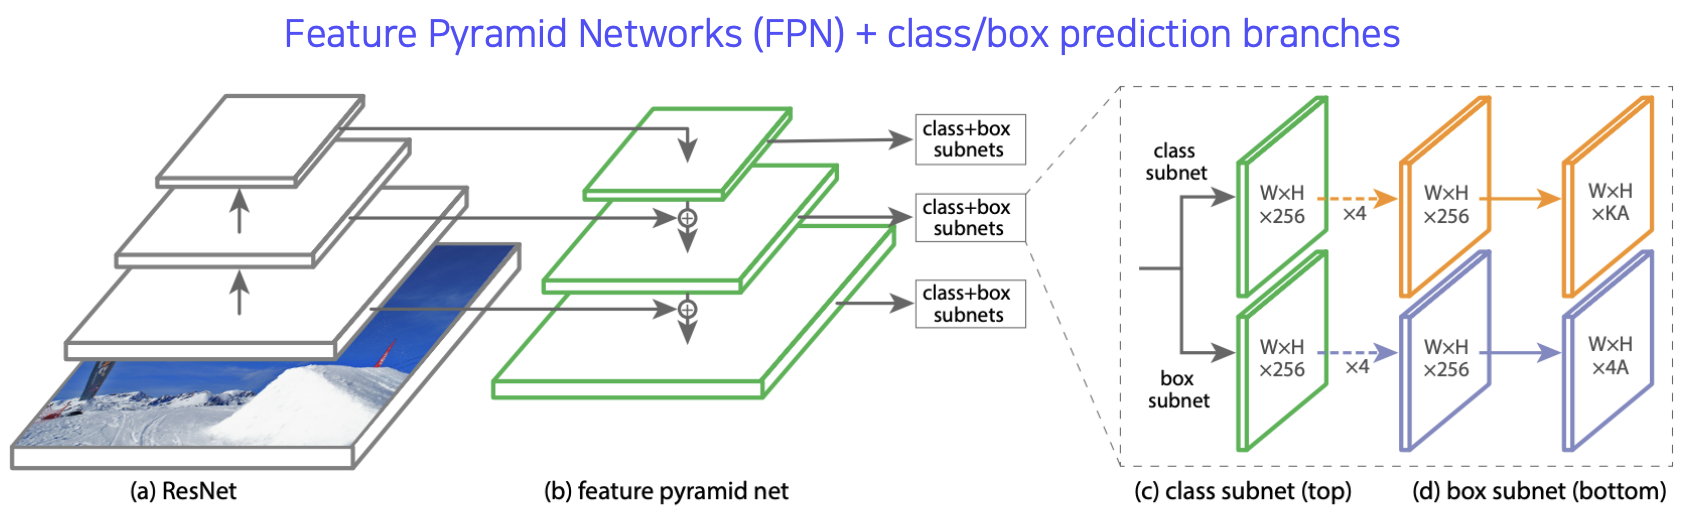 Feature Pyramid Networks (FPN) + class/box prediction branches
class+box
subnets
class+box
subnets
class+box
subnets
class
subnet
W×H
×256
×4
W×H
×256
W×H
×KA
box
subnet
W×H
×256
×4
W×H
×256
W×H
×4A
(a) ResNet
(b) feature pyramid net
(c) class subnet (top)
(d) box subnet (bottom)